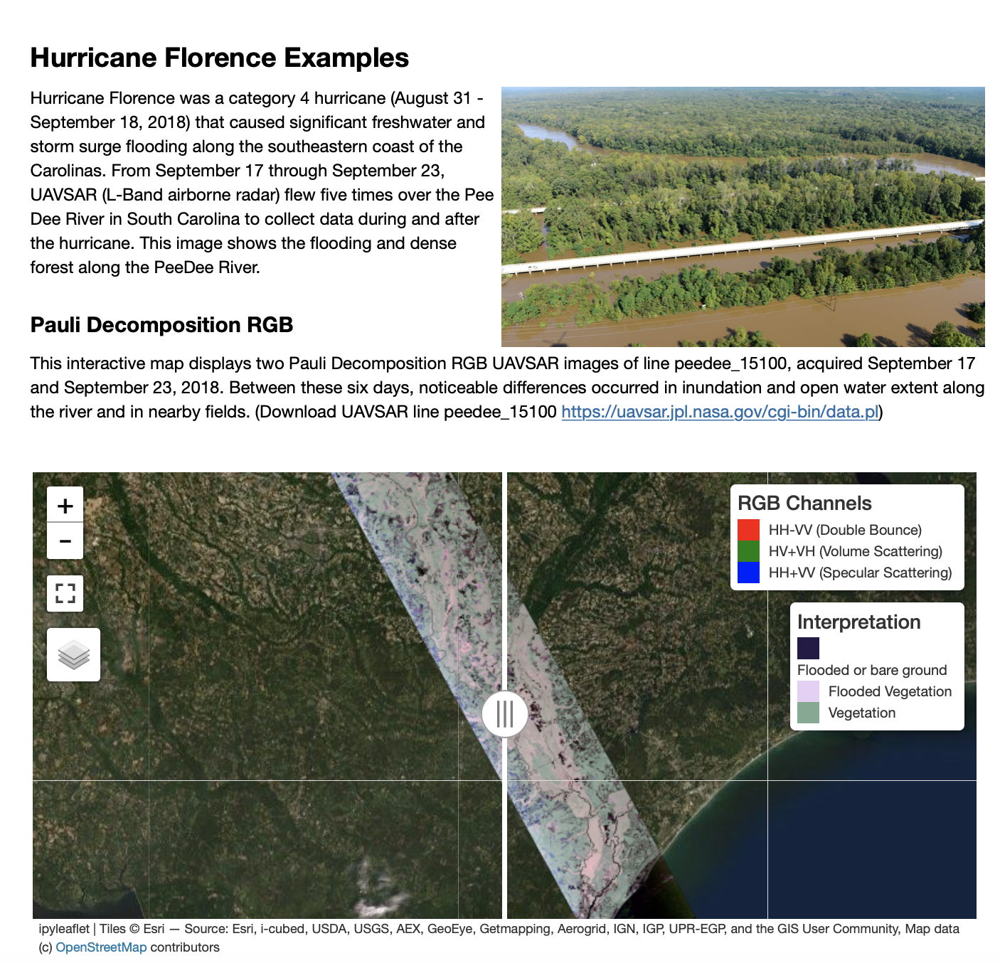 Hurricane Florence Examples
Hurricane Florence was a category 4 hurricane (August 31 -
September 18, 2018) that caused significant freshwater and
storm surge flooding along the southeastern coast of the
Carolinas. From September 17 through September 23,
UAVSAR (L-Band airborne radar) flew five times over the Pee
Dee River in South Carolina to collect data during and after
the hurricane. This image shows the flooding and dense
forest along the PeeDee River.
Pauli Decomposition RGB
This interactive map displays two Pauli Decomposition RGB UAVSAR images of line peedee_15100, acquired September 17
and September 23, 2018. Between these six days, noticeable differences occurred in inundation and open water extent along
the river and in nearby fields. (Download UAVSAR line peedee_15100 https://uavsar.jpl.nasa.gov/cgi-bin/data.pl)
+
−
RGB Channels
HH-VV (Double Bounce)
HV+VH (Volume Scattering)
HH+VV (Specular Scattering)
Interpretation
Flooded or bare ground
Flooded Vegetation
Vegetation
ipyleaflet | Tiles © Esri — Source: Esri, i-cubed, USDA, USGS, AEX, GeoEye, Getmapping, Aerogrid, IGN, IGP, UPR-EGP, and the GIS User Community, Map data
(c) OpenStreetMap contributors